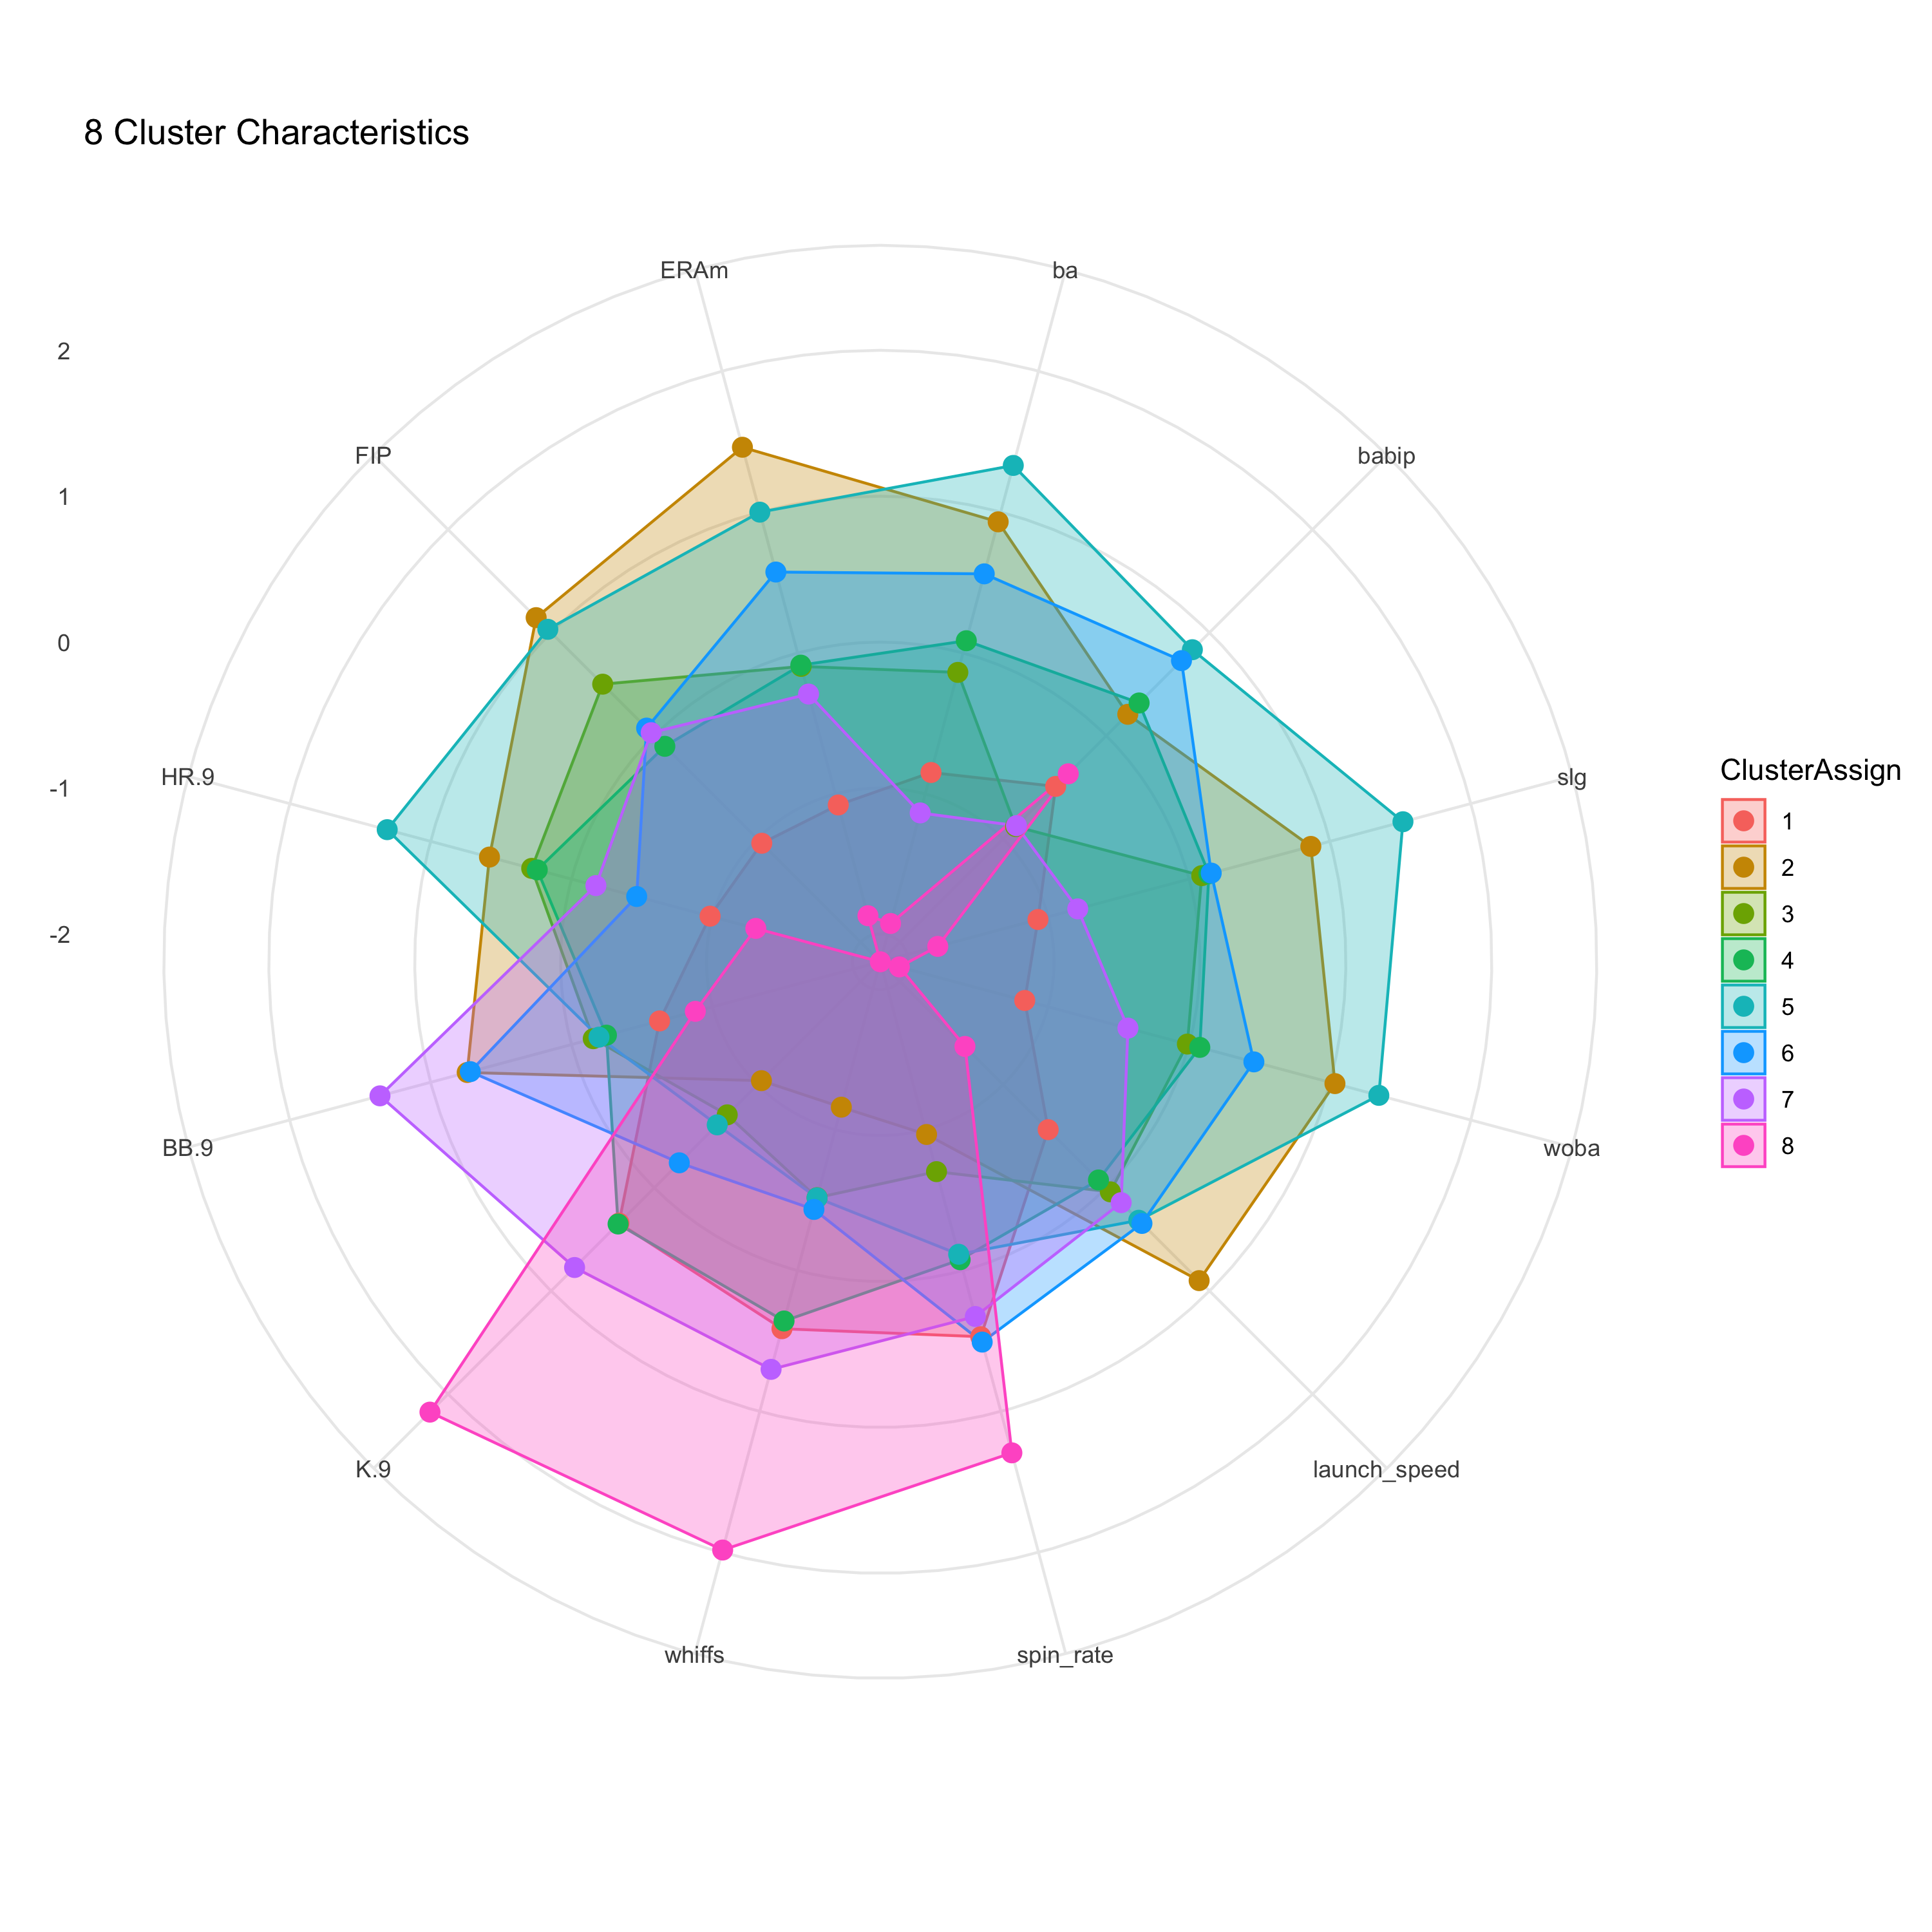 8 Cluster Characteristics
ERAm
ba
2
FIP
babip
1
0
HR.9
slg
-1
-2
BB.9
woba
K.9
launch_speed
whiffs
spin_rate
ClusterAssign
1
2
3
4
5
6
7
8